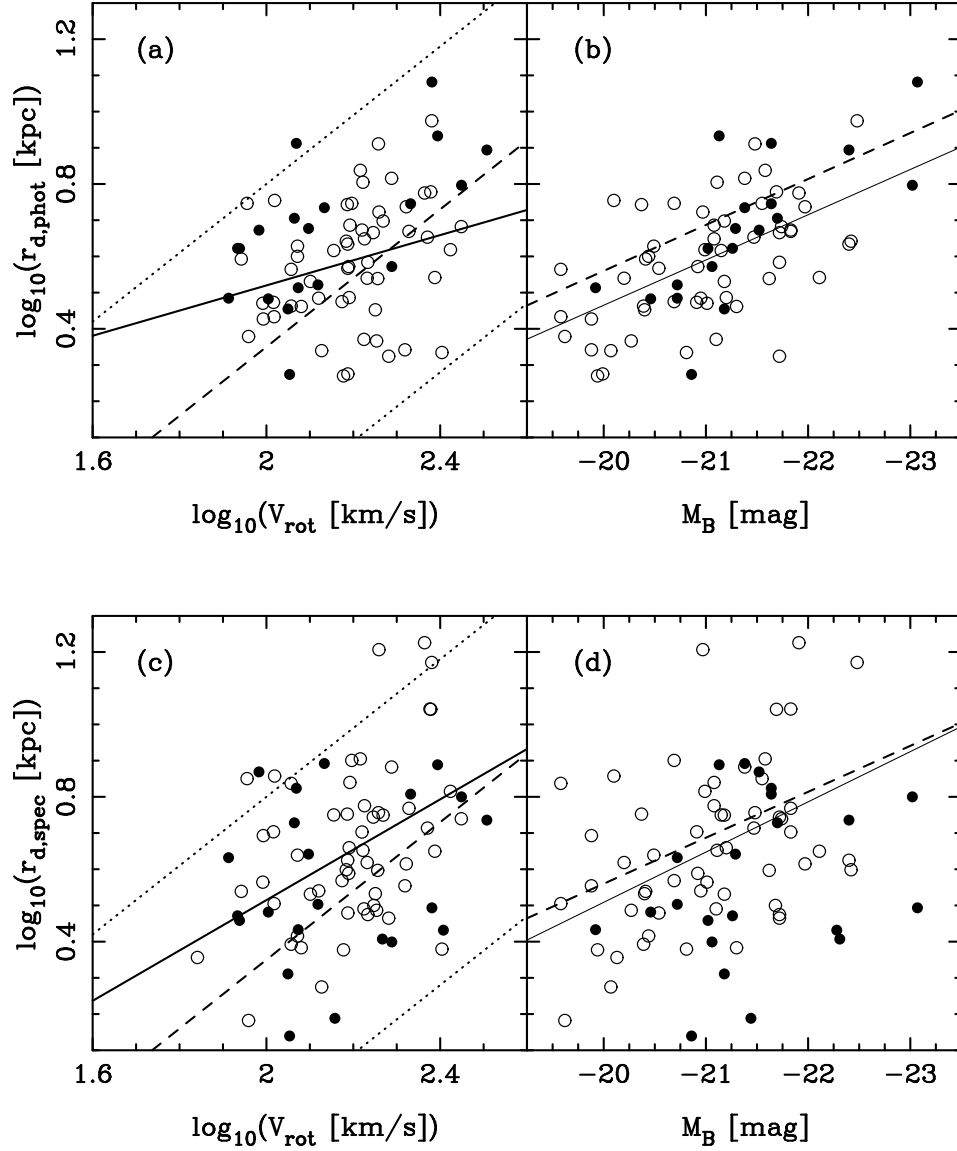 (a)
(b)
log10(rd,phot [kpc])
1.2
0.8
0.4
1.6
2
2.4
−20
−21
−22
−23
log10(Vrot [km/s])
MB [mag]
(c)
(d)
log10(rd,spec [kpc])
1.2
0.8
0.4
1.6
2
2.4
−20
−21
−22
−23
log10(Vrot [km/s])
MB [mag]